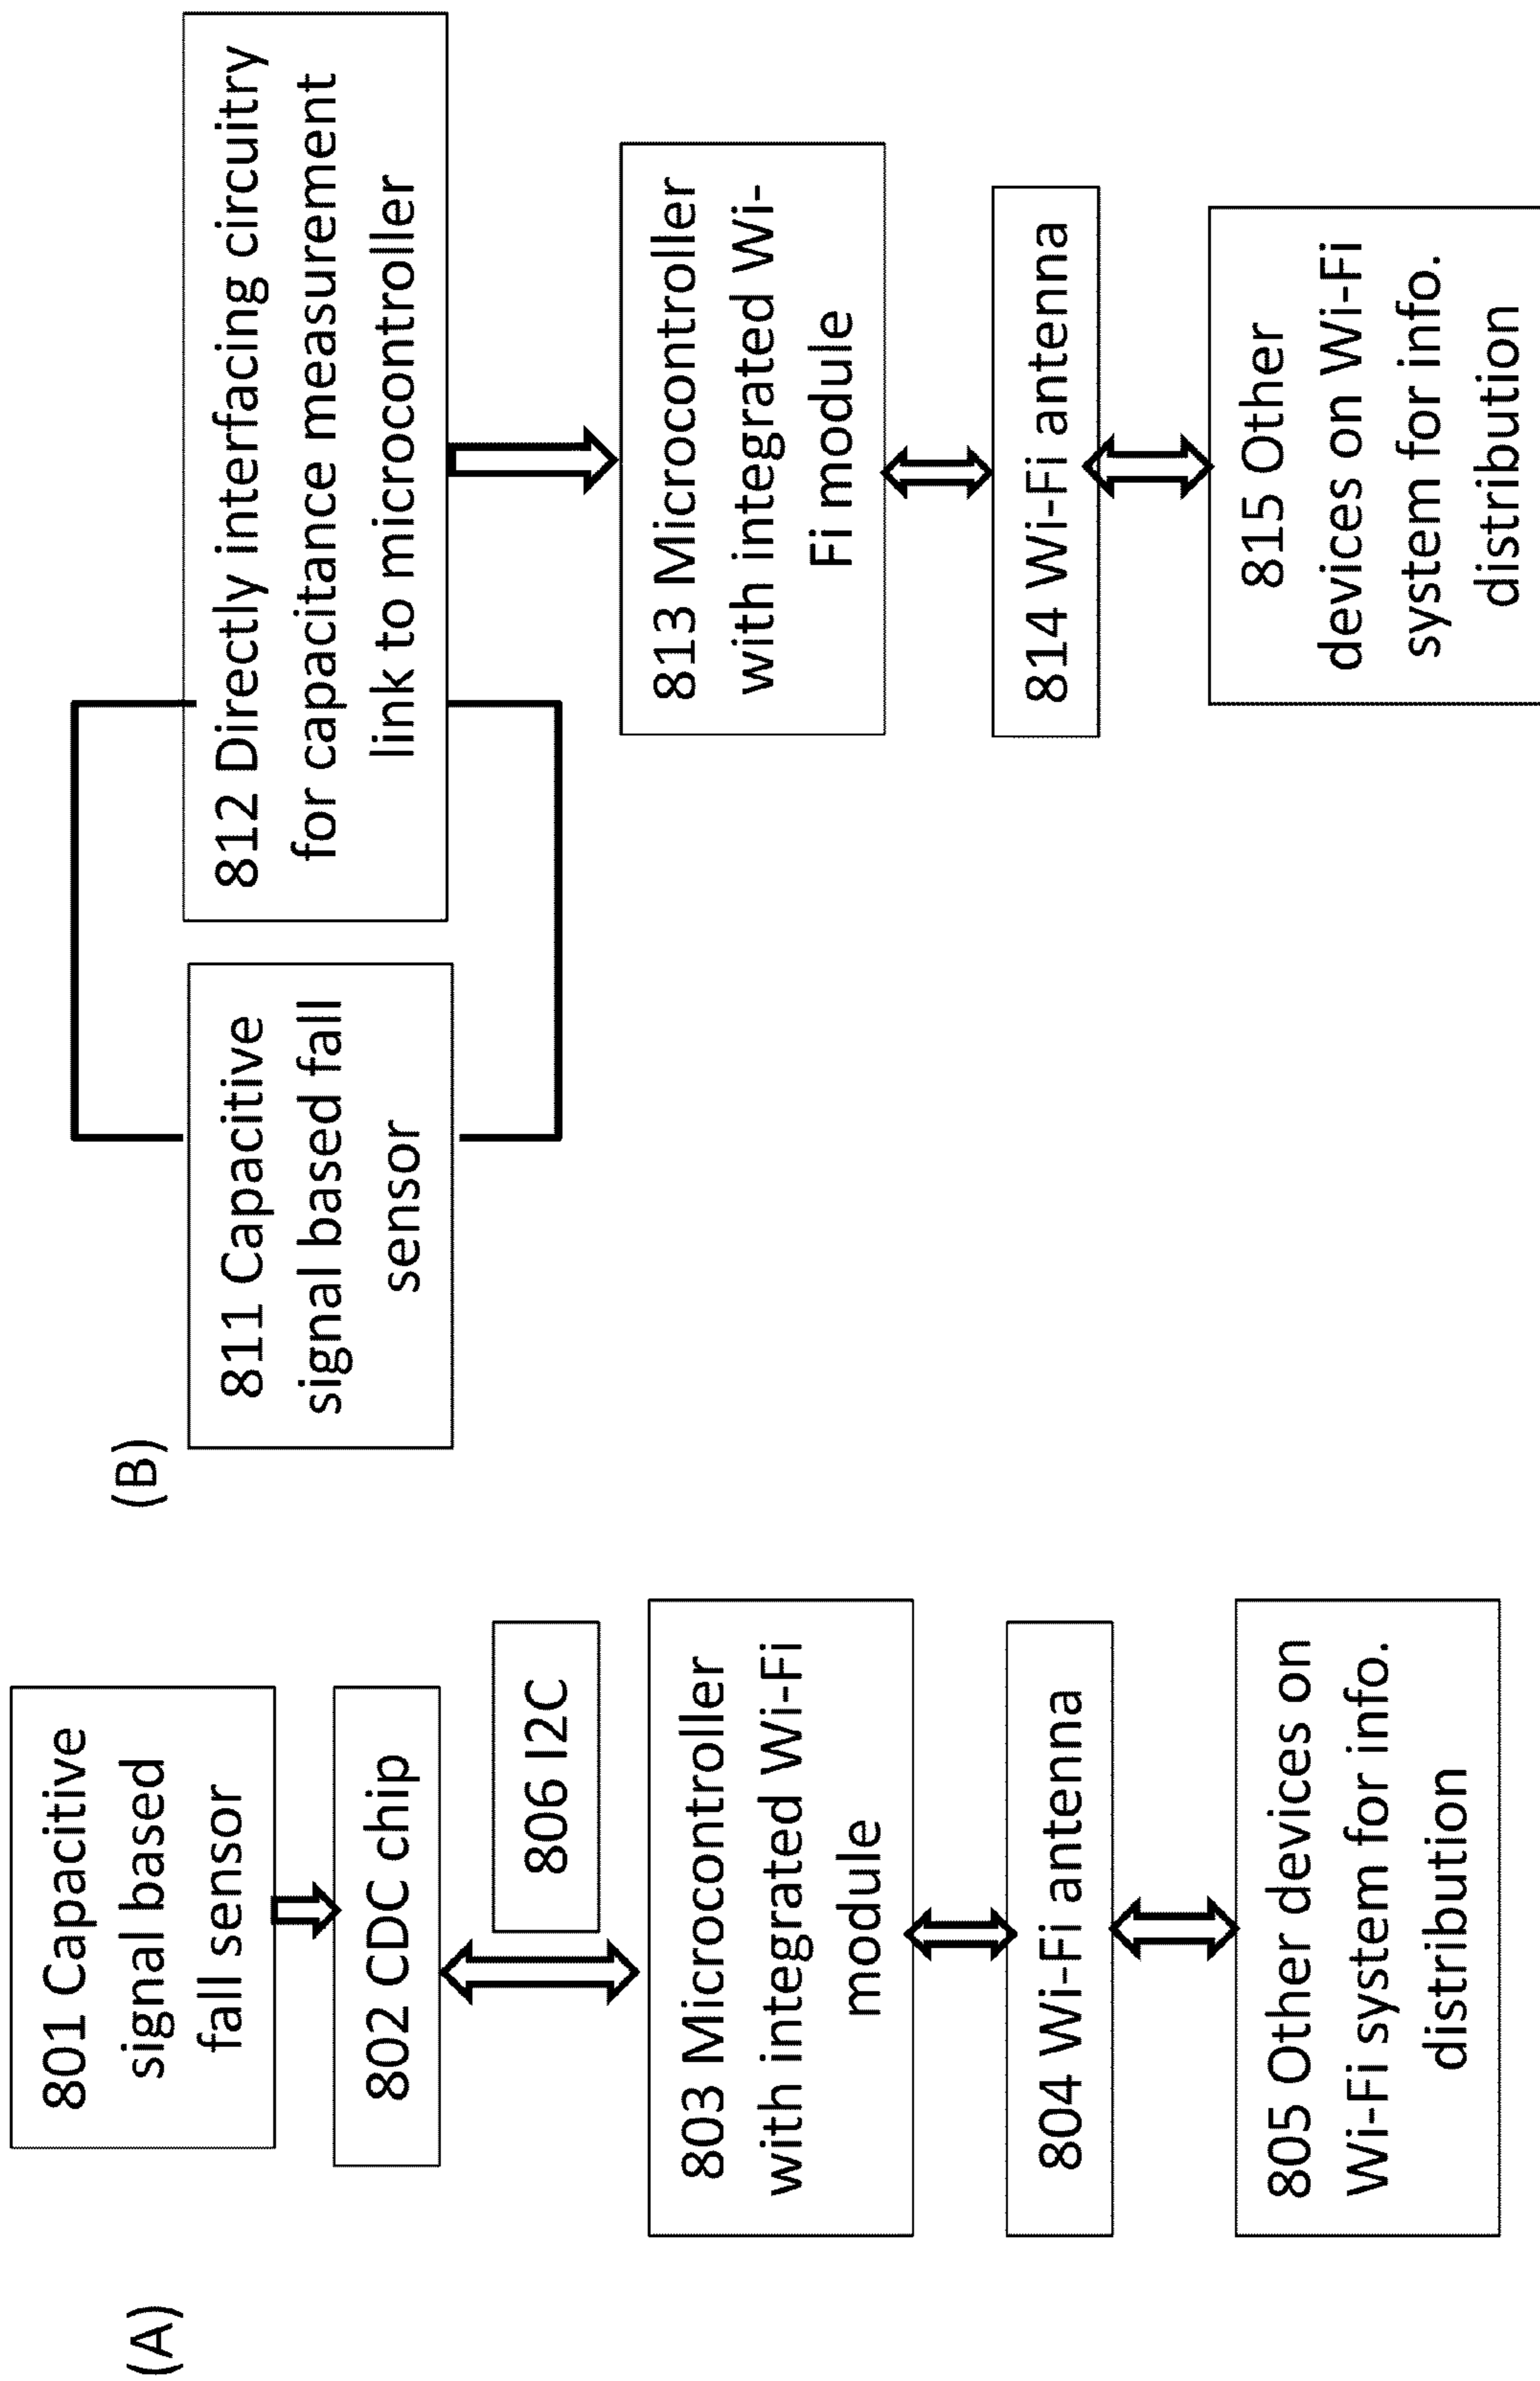 (A)
801 Capacitive
signal based
fall sensor
802 CDC chip
806 I2C
803 Microcontroller
with integrated Wi-Fi
module
804 Wi-Fi antenna
805 Other devices on
Wi-Fi system for info.
distribution
(B)
811 Capacitive
signal based fall
sensor
812 Directly interfacing circuitry
for capacitance measurement
link to microcontroller
813 Microcontroller
with integrated Wi-
Fi module
814 Wi-Fi antenna
815 Other
devices on Wi-Fi
system for info.
distribution